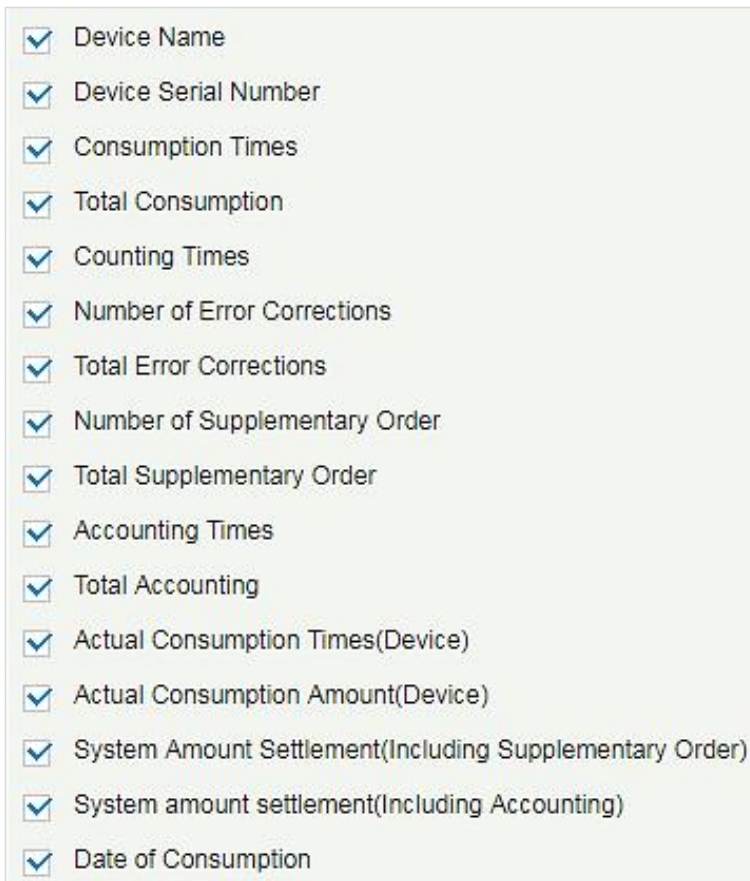 Device Name
Device Serial Number
Consumption Times
Total Consumption
Counting Times
Number of Error Corrections
Total Error Corrections
Number of Supplementary Order
Total Supplementary Order
Accounting Times
Total Accounting
Actual Consumption Times(Device)
Actual Consumption Amount(Device)
System Amount Settlement(Including Supplementary Order)
System amount settlement(Including Accounting)
Date of Consumption